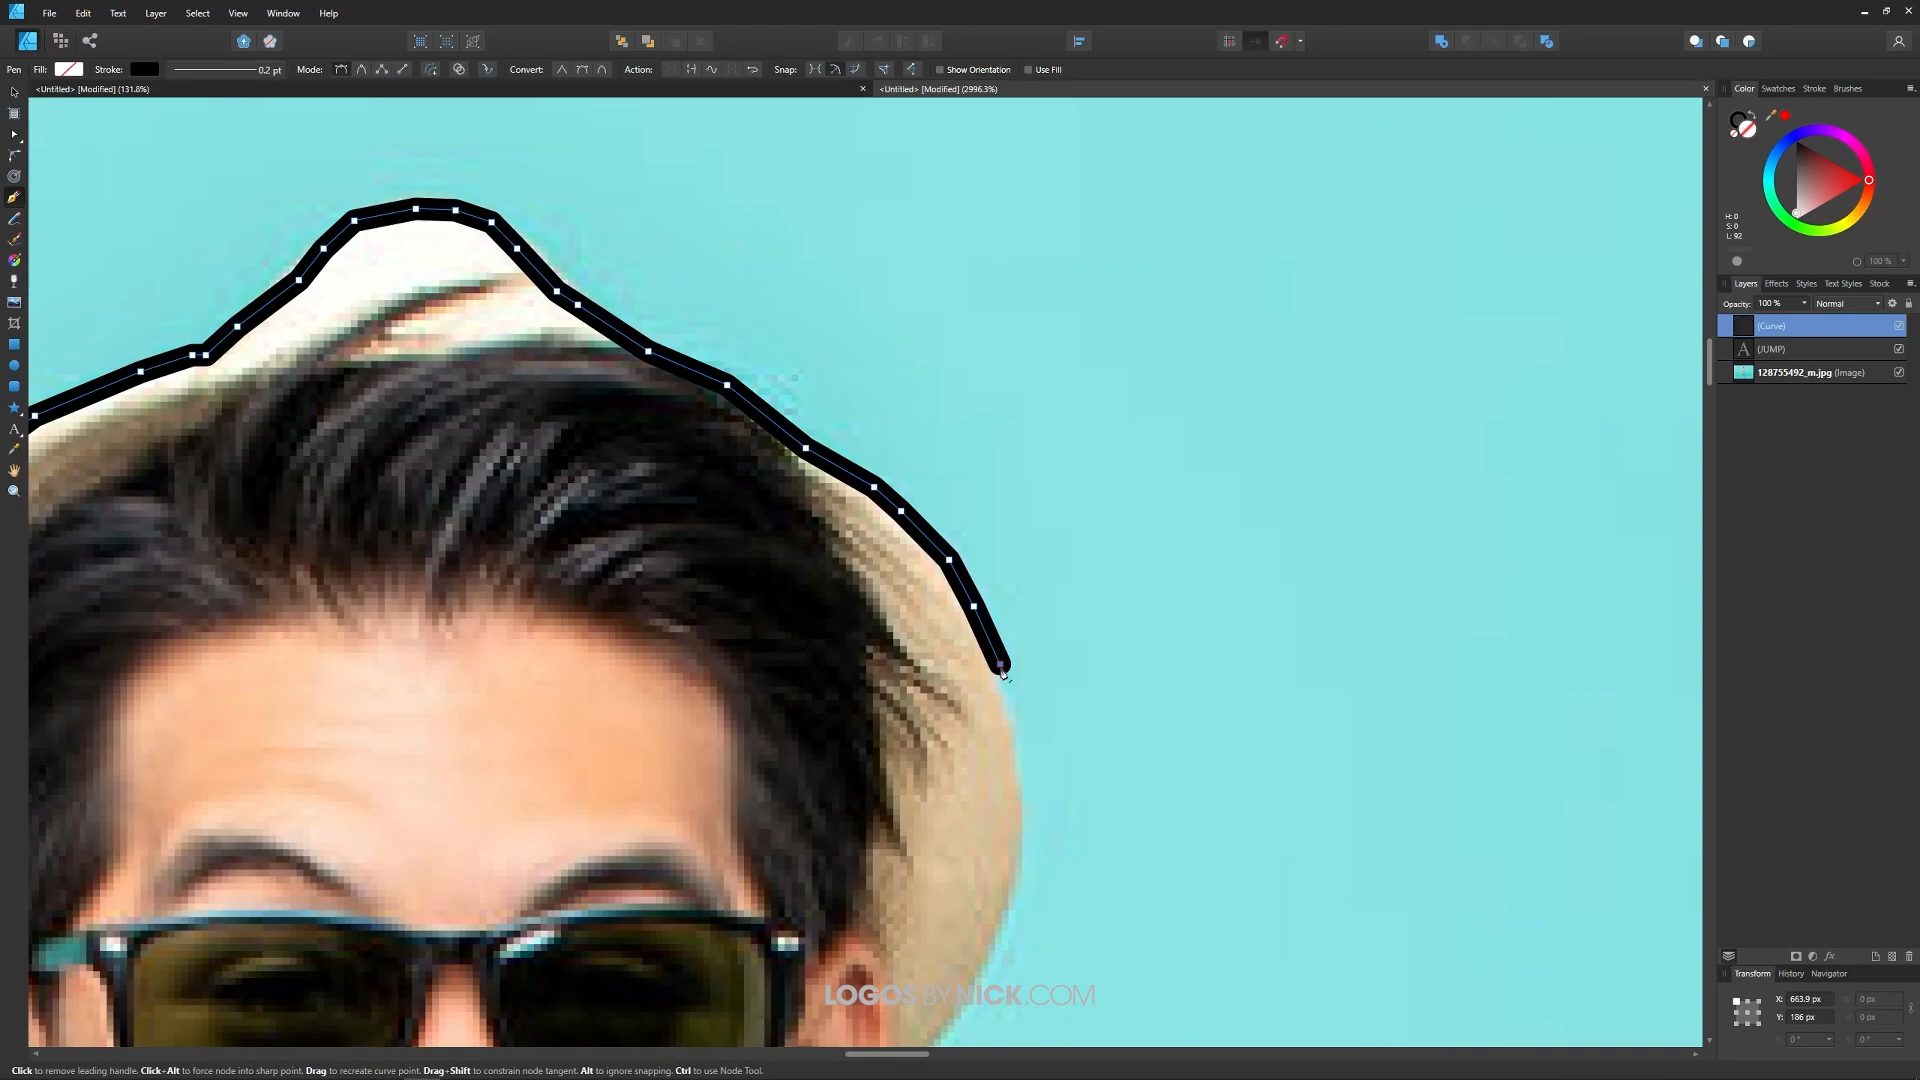 File Edit Text Layer Select View Window Help
Pen Fill: Stroke: 0.2 pt Mode: Convert: Action: Snap: Show Orientation Use Fill
<Untitled> [Modified] (131.8%)
<Untitled> [Modified] (2996.3%)
Color Swatches Stroke Brushes
H: 0
S: 0
L: 92
100 %
Layers Effects Styles Text Styles Stock
Opacity: 100 % Normal
(Curve)
A (JUMP)
128755492_m.jpg (Image)
LOGOS BY NICK.COM
Transform History Navigator
X: 663.9 px W: 0 px
Y: 186 px H: 0 px
0 ° 0 °
Click to remove leading handle. Click+Alt to force node into sharp point. Drag to recreate curve point. Drag+Shift to constrain node tangent. Alt to ignore snapping. Ctrl to use Node Tool.